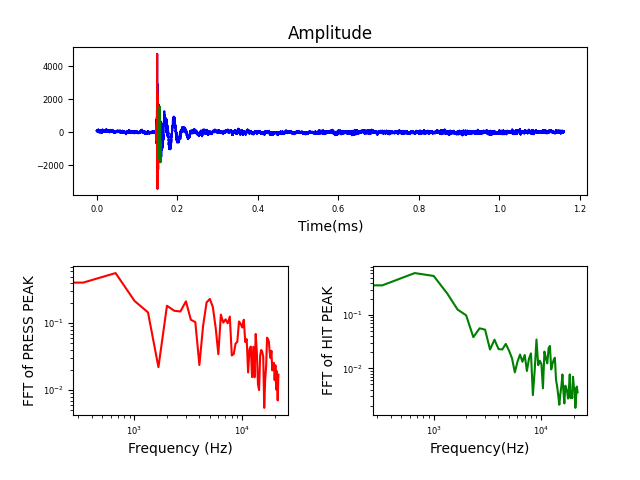 Amplitude
4000
2000
0
−2000
0.0 0.2 0.4 0.6 0.8 1.0 1.2
Time(ms)
FFT of PRESS PEAK
10⁻¹
10⁻²
10³ 10⁴
Frequency (Hz)
FFT of HIT PEAK
10⁻¹
10⁻²
10³ 10⁴
Frequency(Hz)